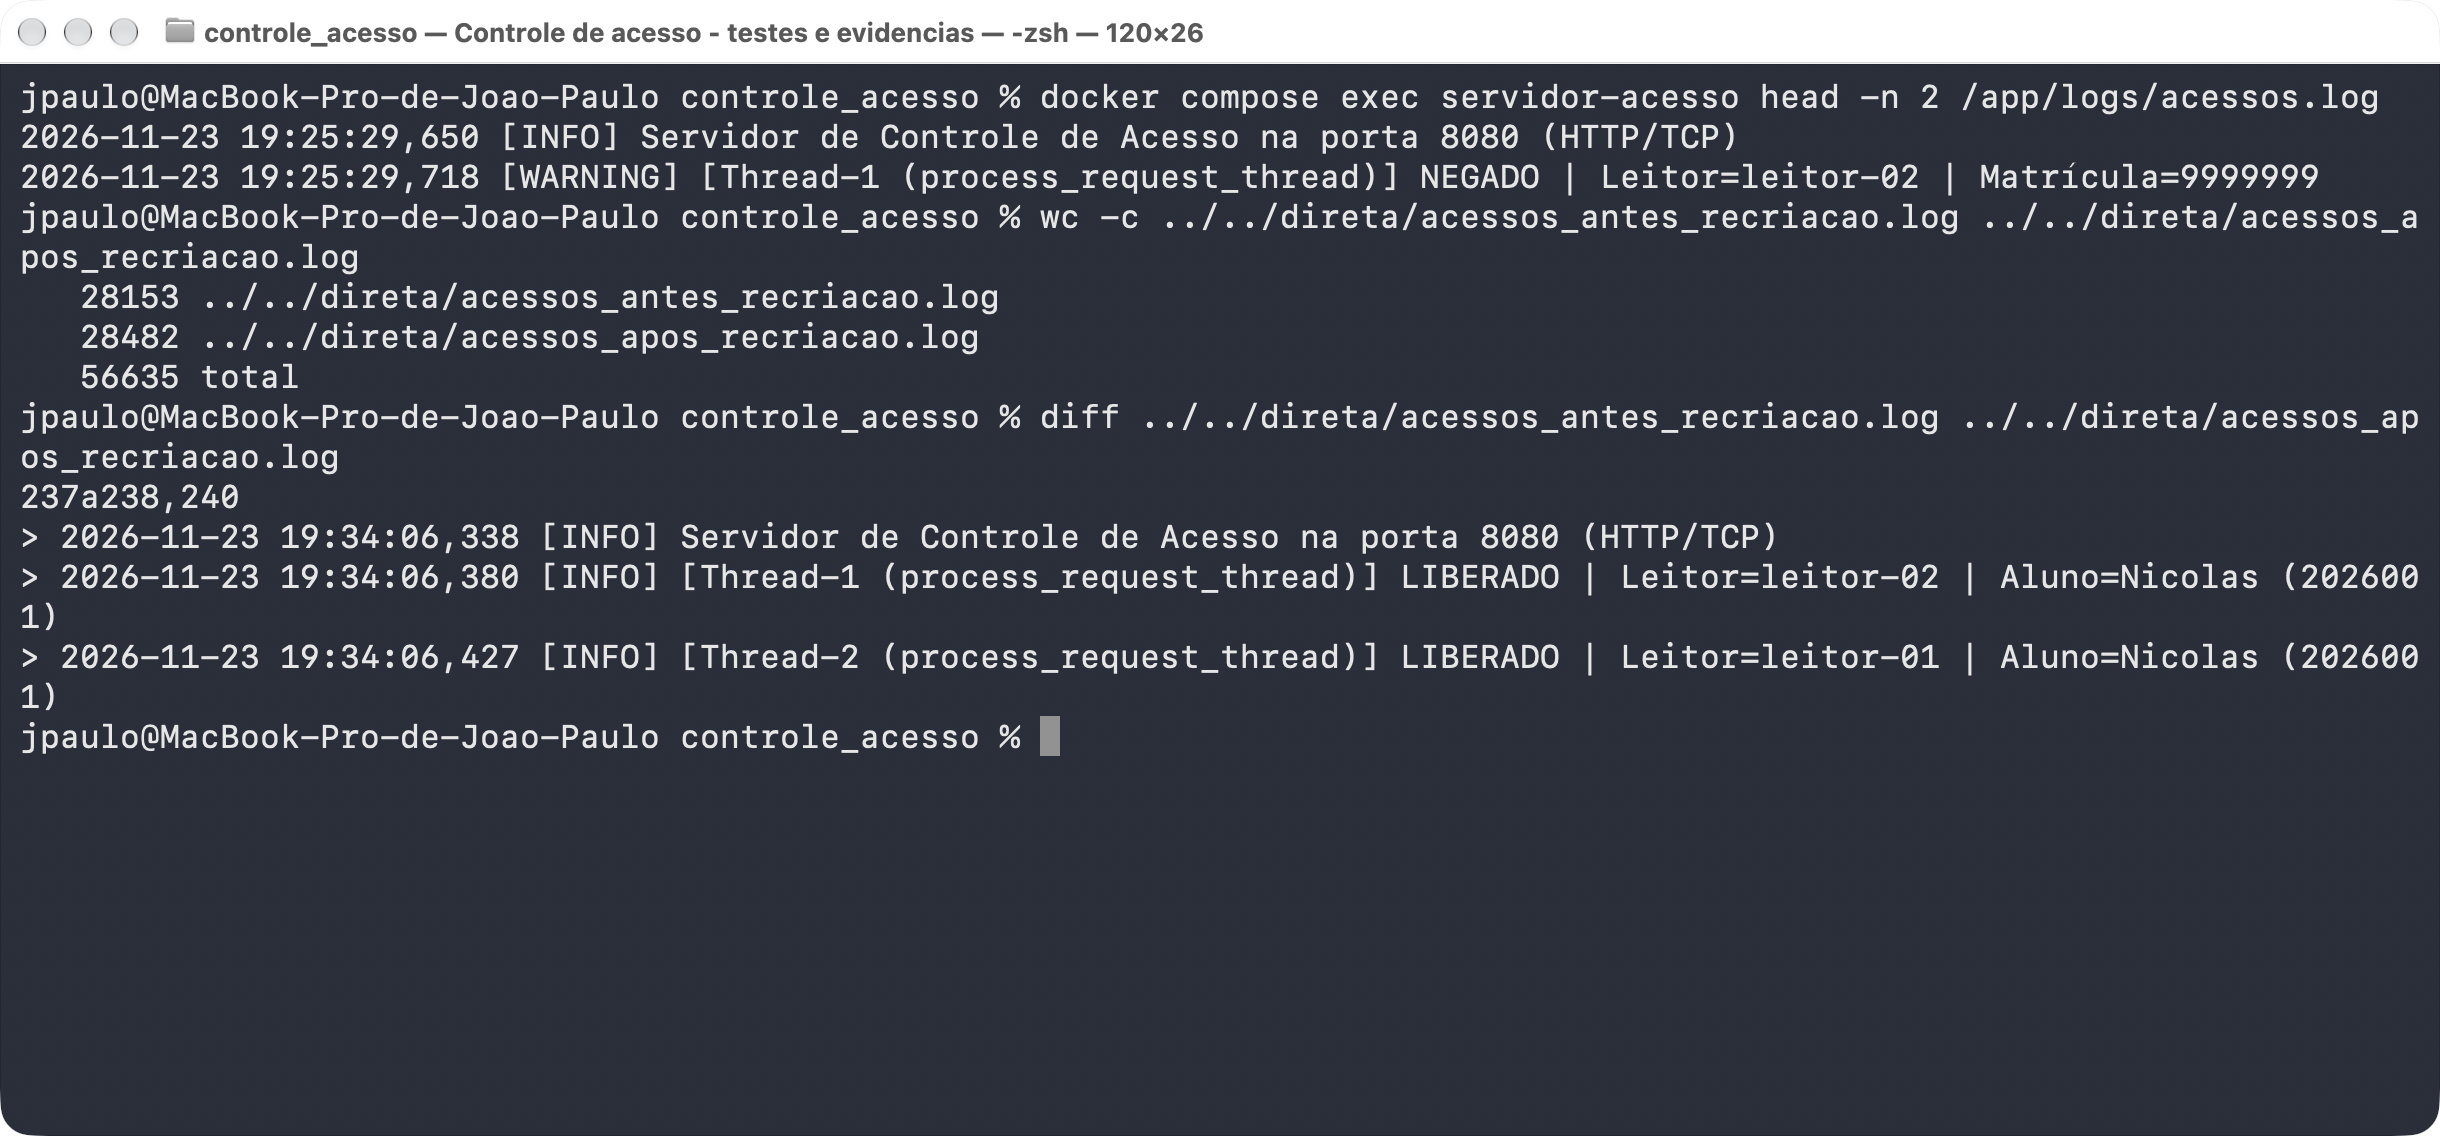 controle_acesso — Controle de acesso - testes e evidencias — -zsh — 120×26
jpaulo@MacBook-Pro-de-Joao-Paulo controle_acesso % docker compose exec servidor-acesso head -n 2 /app/logs/acessos.log
2026-11-23 19:25:29,650 [INFO] Servidor de Controle de Acesso na porta 8080 (HTTP/TCP)
2026-11-23 19:25:29,718 [WARNING] [Thread-1 (process_request_thread)] NEGADO | Leitor=leitor-02 | Matrícula=9999999
jpaulo@MacBook-Pro-de-Joao-Paulo controle_acesso % wc -c ../../direta/acessos_antes_recriacao.log ../../direta/acessos_a
pos_recriacao.log
   28153 ../../direta/acessos_antes_recriacao.log
   28482 ../../direta/acessos_apos_recriacao.log
   56635 total
jpaulo@MacBook-Pro-de-Joao-Paulo controle_acesso % diff ../../direta/acessos_antes_recriacao.log ../../direta/acessos_ap
os_recriacao.log
237a238,240
> 2026-11-23 19:34:06,338 [INFO] Servidor de Controle de Acesso na porta 8080 (HTTP/TCP)
> 2026-11-23 19:34:06,380 [INFO] [Thread-1 (process_request_thread)] LIBERADO | Leitor=leitor-02 | Aluno=Nicolas (202600
1)
> 2026-11-23 19:34:06,427 [INFO] [Thread-2 (process_request_thread)] LIBERADO | Leitor=leitor-01 | Aluno=Nicolas (202600
1)
jpaulo@MacBook-Pro-de-Joao-Paulo controle_acesso %